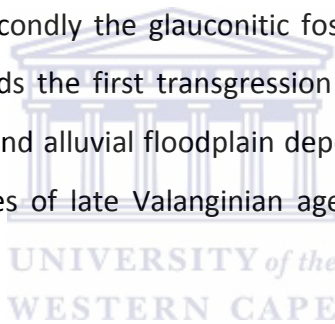 condly the glauconitic fos
ds the first transgression
nd alluvial floodplain dep
es of late Valanginian age
UNIVERSITY of the
WESTERN CAPE